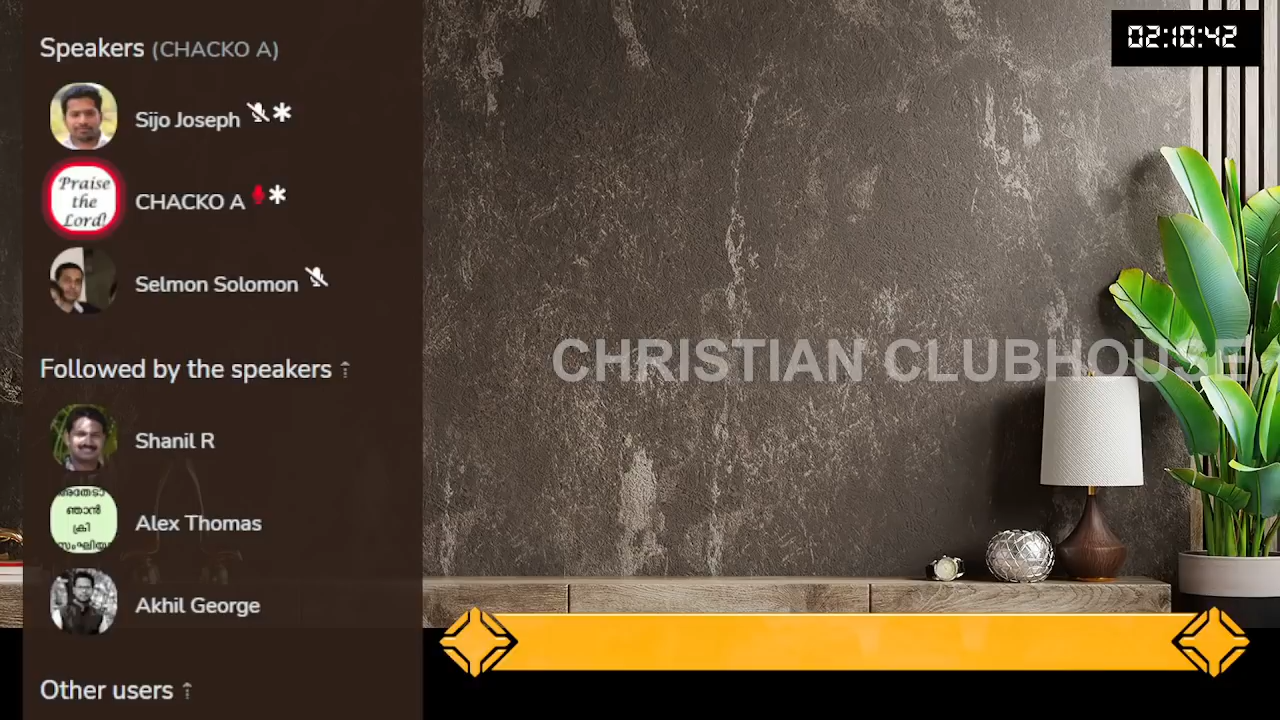 Speakers (CHACKO A)
02:10:42
Sijo Joseph
Praise
the
Lord!
CHACKO A
Selmon Solomon
Followed by the speakers
CHRISTIAN CLUBHOUSE
Shanil R
അതേടാ
ഞാൻ
ക്രി
സംഘിയ
Alex Thomas
Akhil George
Other users